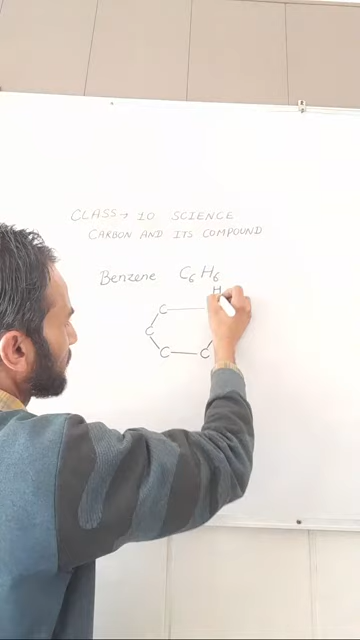 CLASS → 10 SCIENCE
CARBON AND ITS COMPOUND
Benzene C₆H₆
H
C
C
C — C